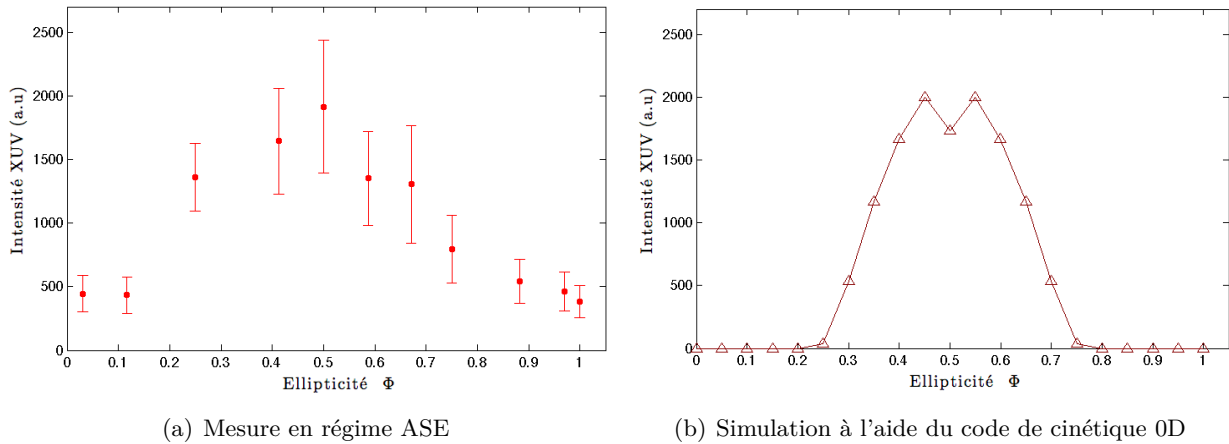 2500
2000
1500
1000
500
0
Intensité XUV (a.u)
0 0.1 0.2 0.3 0.4 0.5 0.6 0.7 0.8 0.9 1
Ellipticité Φ
(a) Mesure en régime ASE
2500
2000
1500
1000
500
0
Intensité XUV (a.u)
0 0.1 0.2 0.3 0.4 0.5 0.6 0.7 0.8 0.9 1
Ellipticité Φ
(b) Simulation à l'aide du code de cinétique 0D